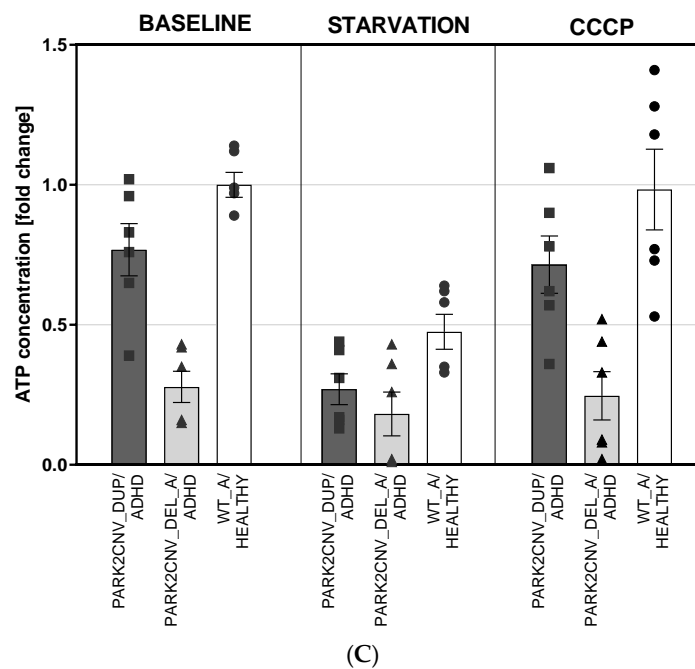 BASELINE STARVATION CCCP
ATP concentration [fold change]
1.5
1.0
0.5
0.0
PARK2CNV_DUP/
ADHD
PARK2CNV_DEL_A/
ADHD
WT_A/
HEALTHY
PARK2CNV_DUP/
ADHD
PARK2CNV_DEL_A/
ADHD
WT_A/
HEALTHY
PARK2CNV_DUP/
ADHD
PARK2CNV_DEL_A/
ADHD
WT_A/
HEALTHY
(C)